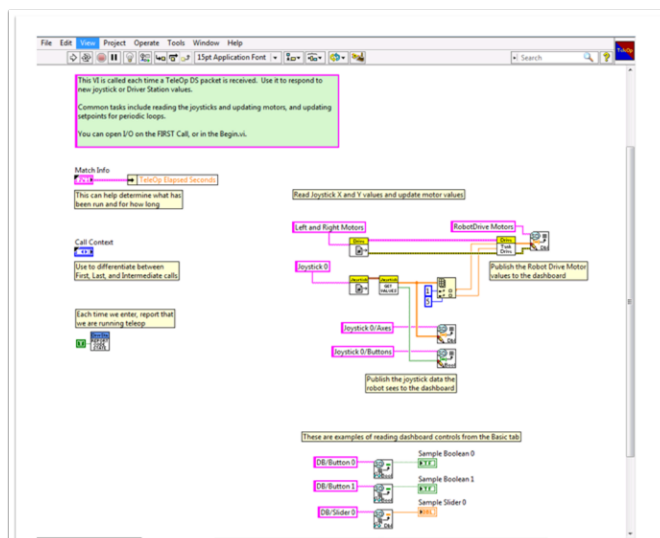 File Edit View Project Operate Tools Window Help
15pt Application Font
Search
TeleOp
This VI is called each time a TeleOp DS packet is received. Use it to respond to
new joystick or Driver Station values.
Common tasks include reading the joysticks and updating motors, and updating
setpoints for periodic loops.
You can open I/O on the FIRST Call, or in the Begin.vi.
Match Info
TeleOp Elapsed Seconds
This can help determine what has
been run and for how long
Call Context
Use to differentiate between
First, Last, and Intermediate calls
Each time we enter, report that
we are running teleop
Read Joystick X and Y values and update motor values
Left and Right Motors
RobotDrive Motors
Publish the Robot Drive Motor
values to the dashboard
Joystick 0
GET
VALUES
1
5
Joystick 0/Axes
Joystick 0/Buttons
Publish the joystick data the
robot sees to the dashboard
These are examples of reading dashboard controls from the Basic tab
DB/Button 0
Sample Boolean 0
TF
DB/Button 1
Sample Boolean 1
TF
DB/Slider 0
Sample Slider 0
DBL